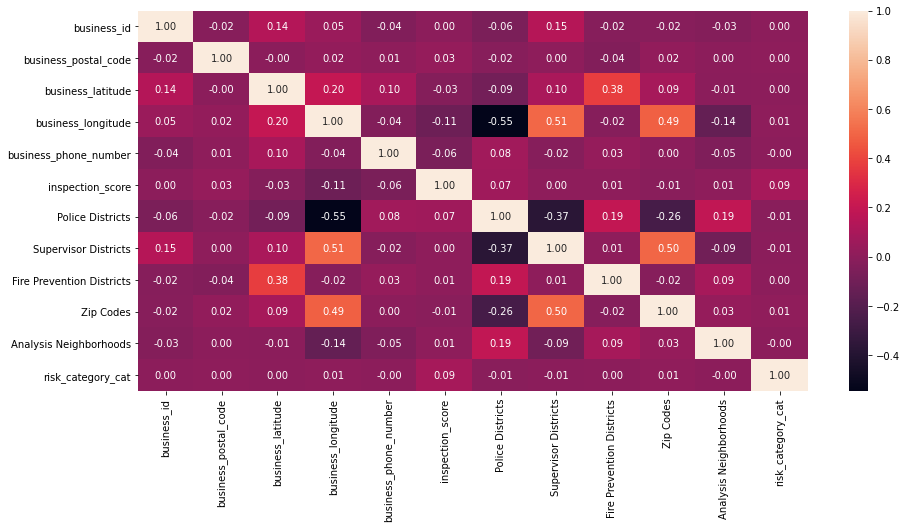 business_id 1.00 -0.02 0.14 0.05 -0.04 0.00 -0.06 0.15 -0.02 -0.02 -0.03 0.00
business_postal_code -0.02 1.00 -0.00 0.02 0.01 0.03 -0.02 0.00 -0.04 0.02 0.00 0.00
business_latitude 0.14 -0.00 1.00 0.20 0.10 -0.03 -0.09 0.10 0.38 0.09 -0.01 0.00
business_longitude 0.05 0.02 0.20 1.00 -0.04 -0.11 -0.55 0.51 -0.02 0.49 -0.14 0.01
business_phone_number -0.04 0.01 0.10 -0.04 1.00 -0.06 0.08 -0.02 0.03 0.00 -0.05 -0.00
inspection_score 0.00 0.03 -0.03 -0.11 -0.06 1.00 0.07 0.00 0.01 -0.01 0.01 0.09
Police Districts -0.06 -0.02 -0.09 -0.55 0.08 0.07 1.00 -0.37 0.19 -0.26 0.19 -0.01
Supervisor Districts 0.15 0.00 0.10 0.51 -0.02 0.00 -0.37 1.00 0.01 0.50 -0.09 -0.01
Fire Prevention Districts -0.02 -0.04 0.38 -0.02 0.03 0.01 0.19 0.01 1.00 -0.02 0.09 0.00
Zip Codes -0.02 0.02 0.09 0.49 0.00 -0.01 -0.26 0.50 -0.02 1.00 0.03 0.01
Analysis Neighborhoods -0.03 0.00 -0.01 -0.14 -0.05 0.01 0.19 -0.09 0.09 0.03 1.00 -0.00
risk_category_cat 0.00 0.00 0.00 0.01 -0.00 0.09 -0.01 -0.01 0.00 0.01 -0.00 1.00
business_id
business_postal_code
business_latitude
business_longitude
business_phone_number
inspection_score
Police Districts
Supervisor Districts
Fire Prevention Districts
Zip Codes
Analysis Neighborhoods
risk_category_cat
1.0
0.8
0.6
0.4
0.2
0.0
−0.2
−0.4